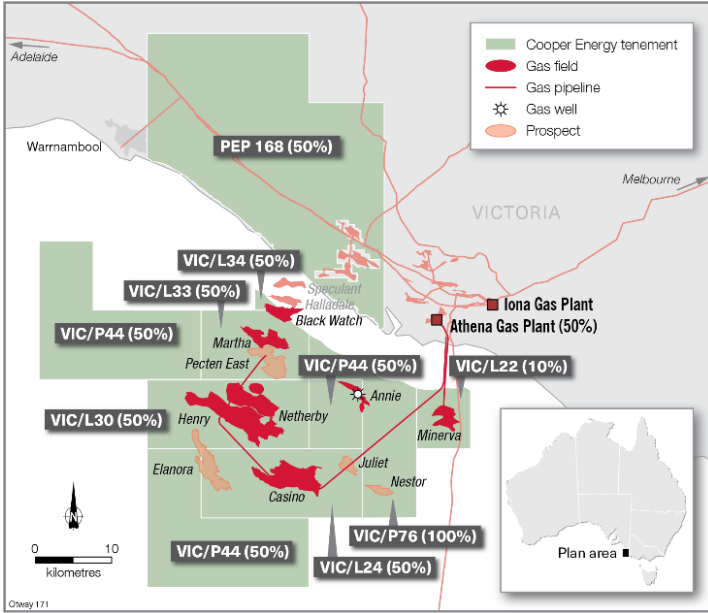 Adelaide
Warrnambool
PEP 168 (50%)
Cooper Energy tenement
Gas field
Gas pipeline
Gas well
Prospect
Melbourne
VICTORIA
VIC/L34 (50%)
VIC/L33 (50%)
VIC/P44 (50%)
Speculant
Halladale
Black Watch
Martha
Pecten East
Iona Gas Plant
Athena Gas Plant (50%)
VIC/P44 (50%)
VIC/L22 (10%)
Annie
VIC/L30 (50%)
Henry
Netherby
Minerva
Elanora
Casino
Juliet
Nestor
VIC/P76 (100%)
VIC/P44 (50%)
VIC/L24 (50%)
N
0 10
kilometres
Plan area
Otway 171